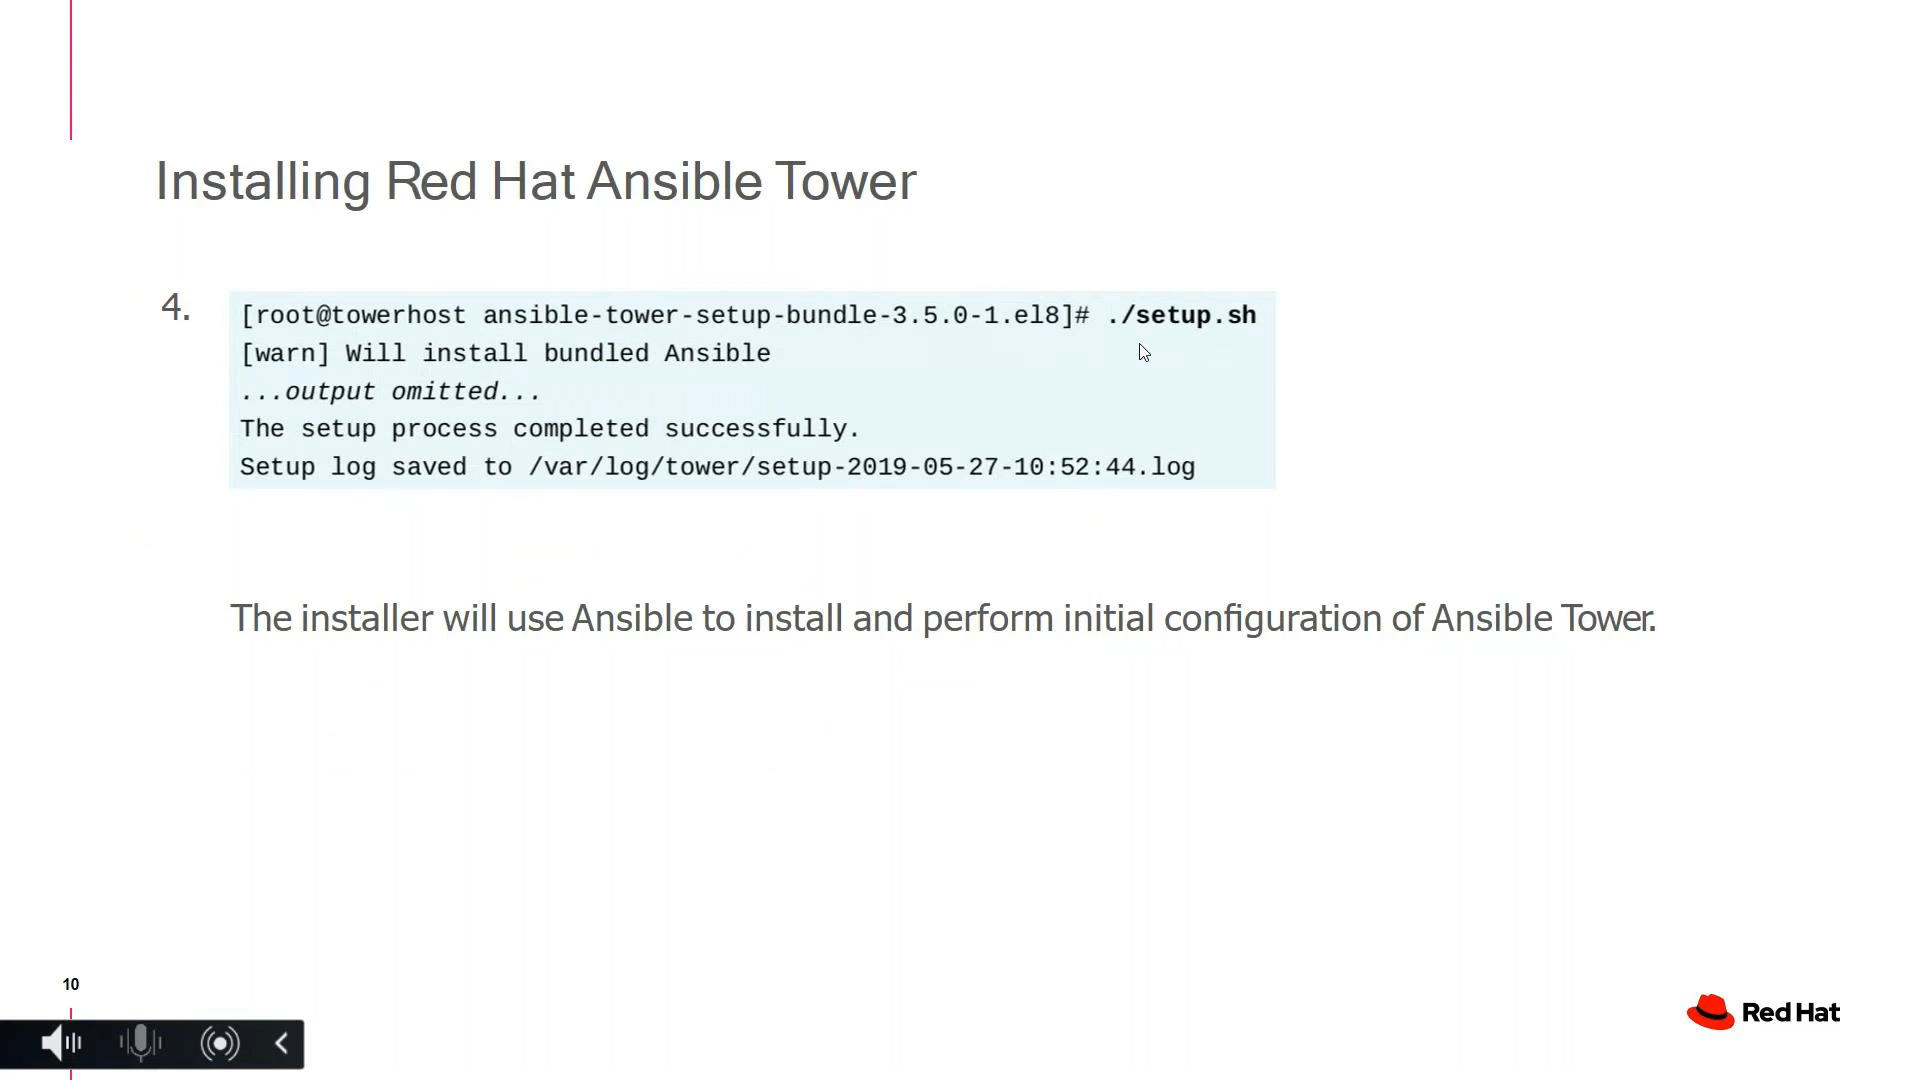 Installing Red Hat Ansible Tower
4.
[root@towerhost ansible-tower-setup-bundle-3.5.0-1.el8]# ./setup.sh
[warn] Will install bundled Ansible
...output omitted...
The setup process completed successfully.
Setup log saved to /var/log/tower/setup-2019-05-27-10:52:44.log
The installer will use Ansible to install and perform initial configuration of Ansible Tower.
10
Red Hat